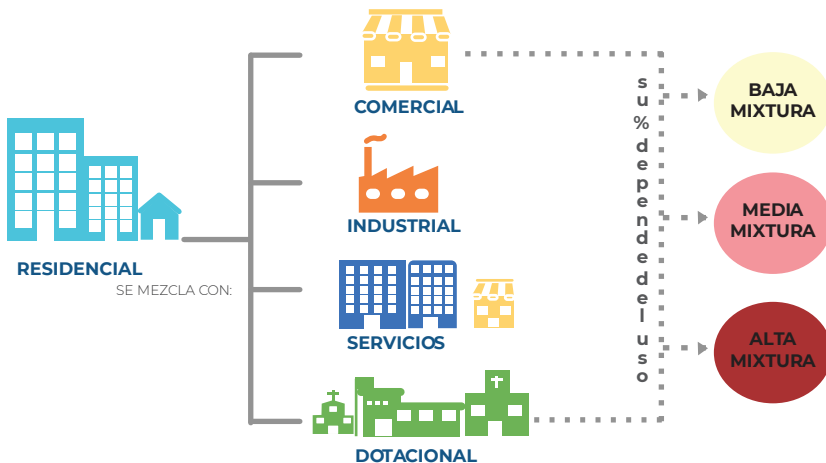 COMERCIAL
INDUSTRIAL
RESIDENCIAL
SE MEZCLA CON:
SERVICIOS
DOTACIONAL
su % depende del uso
BAJA
MIXTURA
MEDIA
MIXTURA
ALTA
MIXTURA